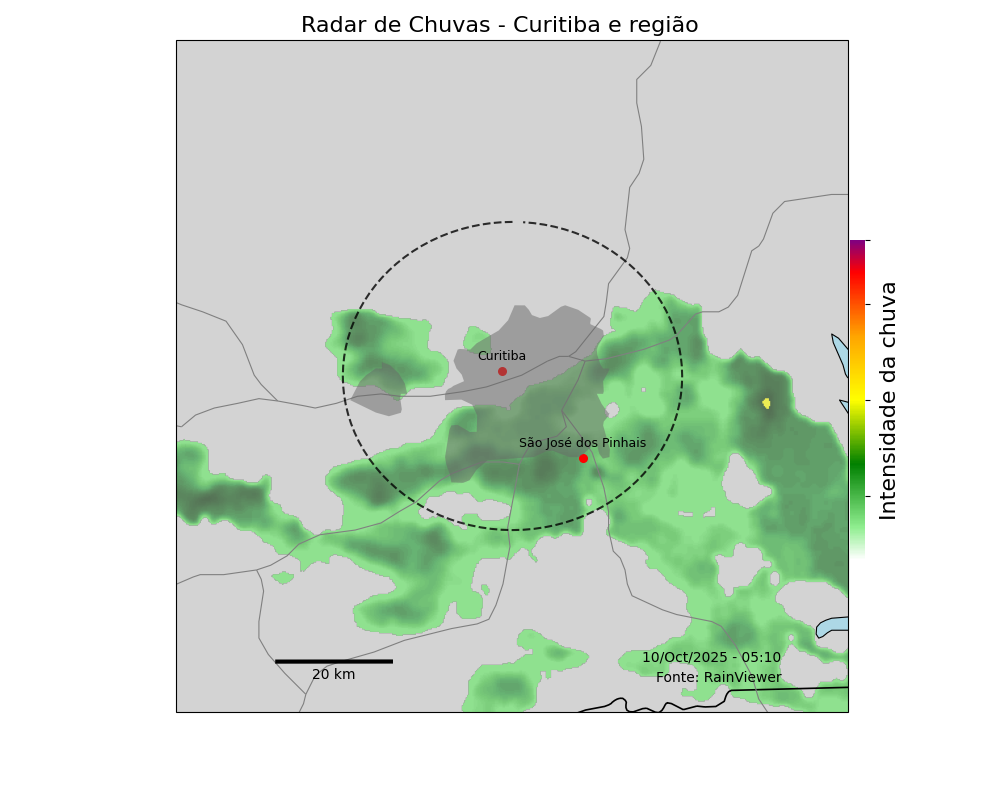 Radar de Chuvas - Curitiba e região
Curitiba
São José dos Pinhais
Intensidade da chuva
10/Oct/2025 - 05:10
Fonte: RainViewer
20 km